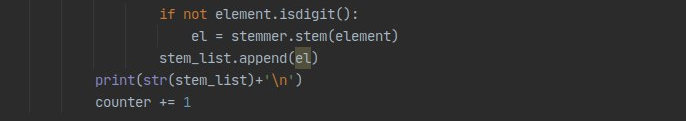 if not element.isdigit():
el = stemmer.stem(element)
stem_list.append(el)
print(str(stem_list)+'\n')
counter += 1